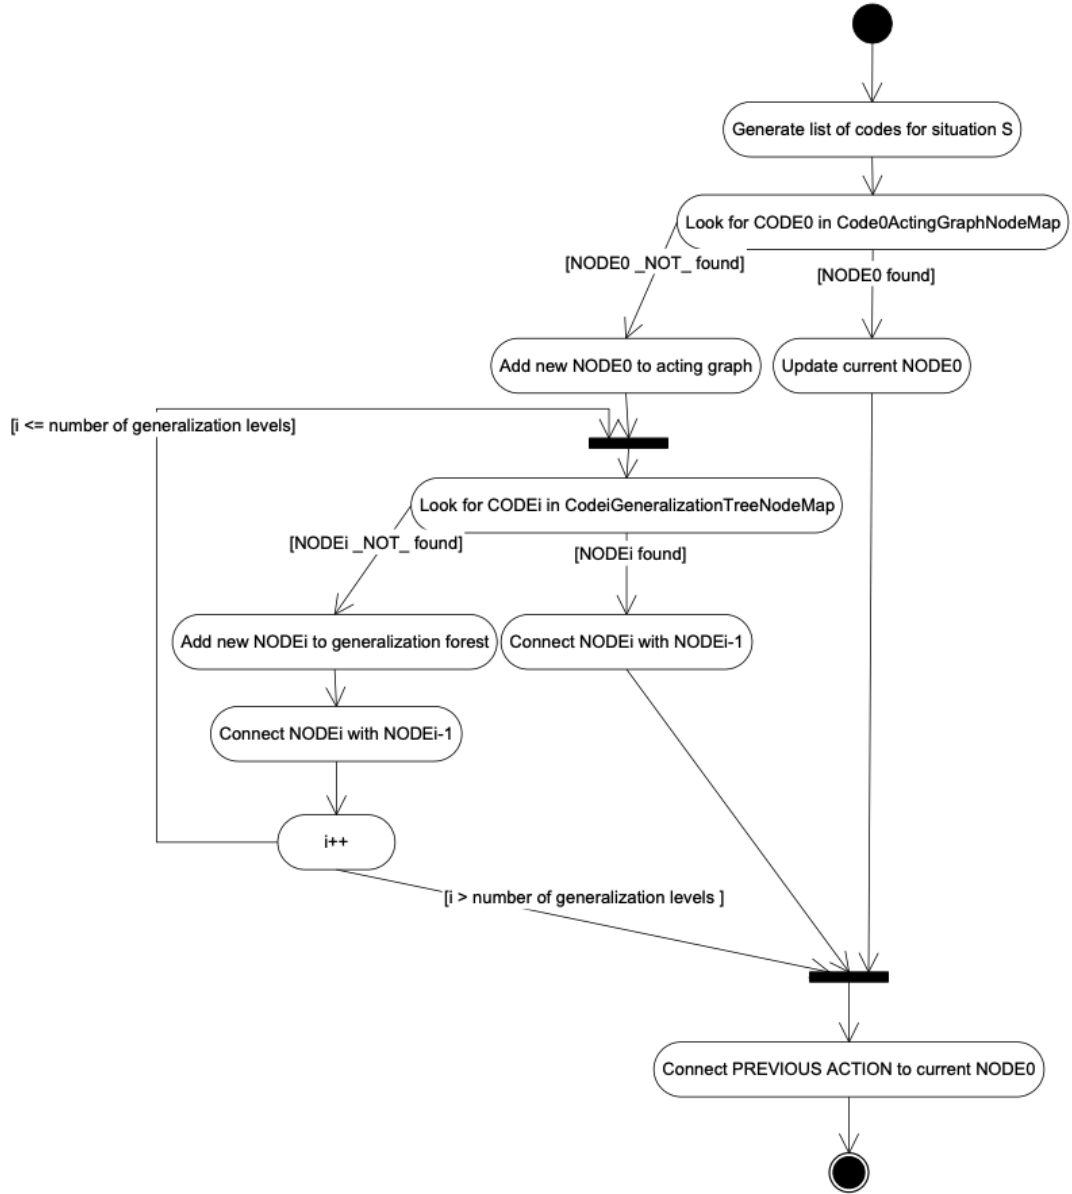 Generate list of codes for situation S
Look for CODE0 in Code0ActingGraphNodeMap
[NODE0 _NOT_ found]
[NODE0 found]
Add new NODE0 to acting graph
Update current NODE0
[i <= number of generalization levels]
Look for CODEi in CodeiGeneralizationTreeNodeMap
[NODEi _NOT_ found]
[NODEi found]
Add new NODEi to generalization forest
Connect NODEi with NODEi-1
Connect NODEi with NODEi-1
i++
[i > number of generalization levels ]
Connect PREVIOUS ACTION to current NODE0